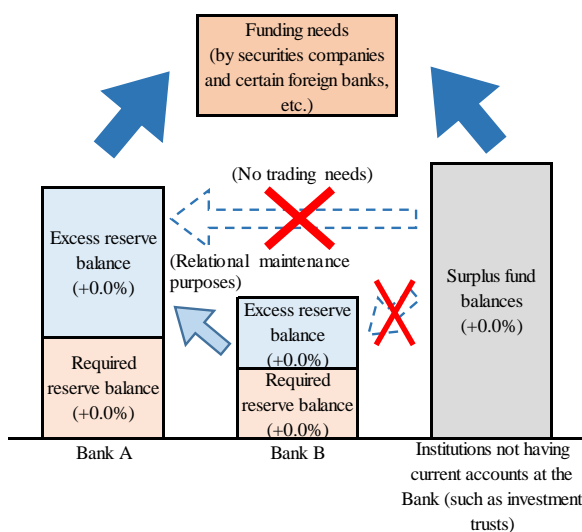 Funding needs
(by securities companies
and certain foreign banks,
etc.)
(No trading needs)
Excess reserve
balance
(+0.0%)
(Relational maintenance
purposes)
Surplus fund
balances
(+0.0%)
Excess reserve
balance
(+0.0%)
Required
reserve balance
(+0.0%)
Required
reserve balance
(+0.0%)
Bank A
Bank B
Institutions not having
current accounts at the
Bank (such as investment
trusts)